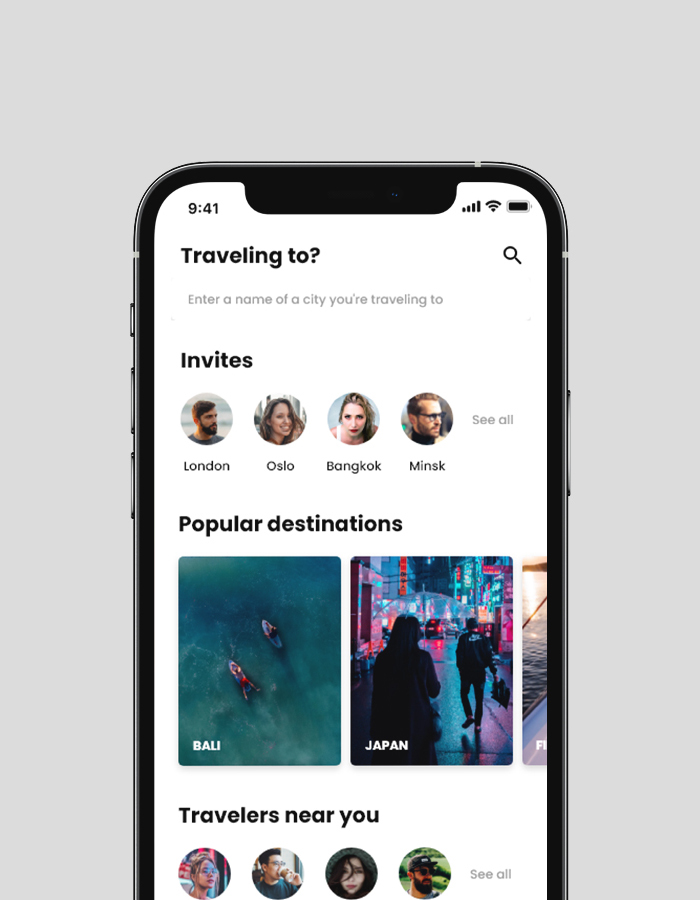 9:41
Traveling to?
Enter a name of a city you're traveling to
Invites
See all
London Oslo Bangkok Minsk
Popular destinations
BALI JAPAN
Travelers near you
See all